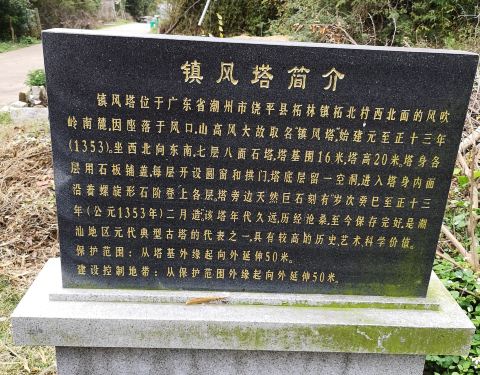 镇风塔简介
镇风塔位于广东省潮州市饶平县柘林镇柘北村西北面的风吹
岭南麓,因座落于风口,山高风大故取名“镇风塔”,始建元至正十三年
(1353),坐西北向东南,七层八面石塔,塔基围16米,塔高20米,塔身各
层用石板铺盖,每层开设圆窗和拱门,塔底层留一空洞,进入塔身内面
沿叠螺旋形石阶登上各层,塔旁边天然巨石刻有“岁次癸巳至正十三
年(公元1353年)二月造”,该塔年代久远,历经沧桑,至今保存完好,是潮
汕地区元代典型古塔的代表之一,具有较高的历史,艺术,科学价值。
保护范围:从塔基外缘起向外延伸50米。
建设控制地带:从保护范围外缘起向外延伸50米。